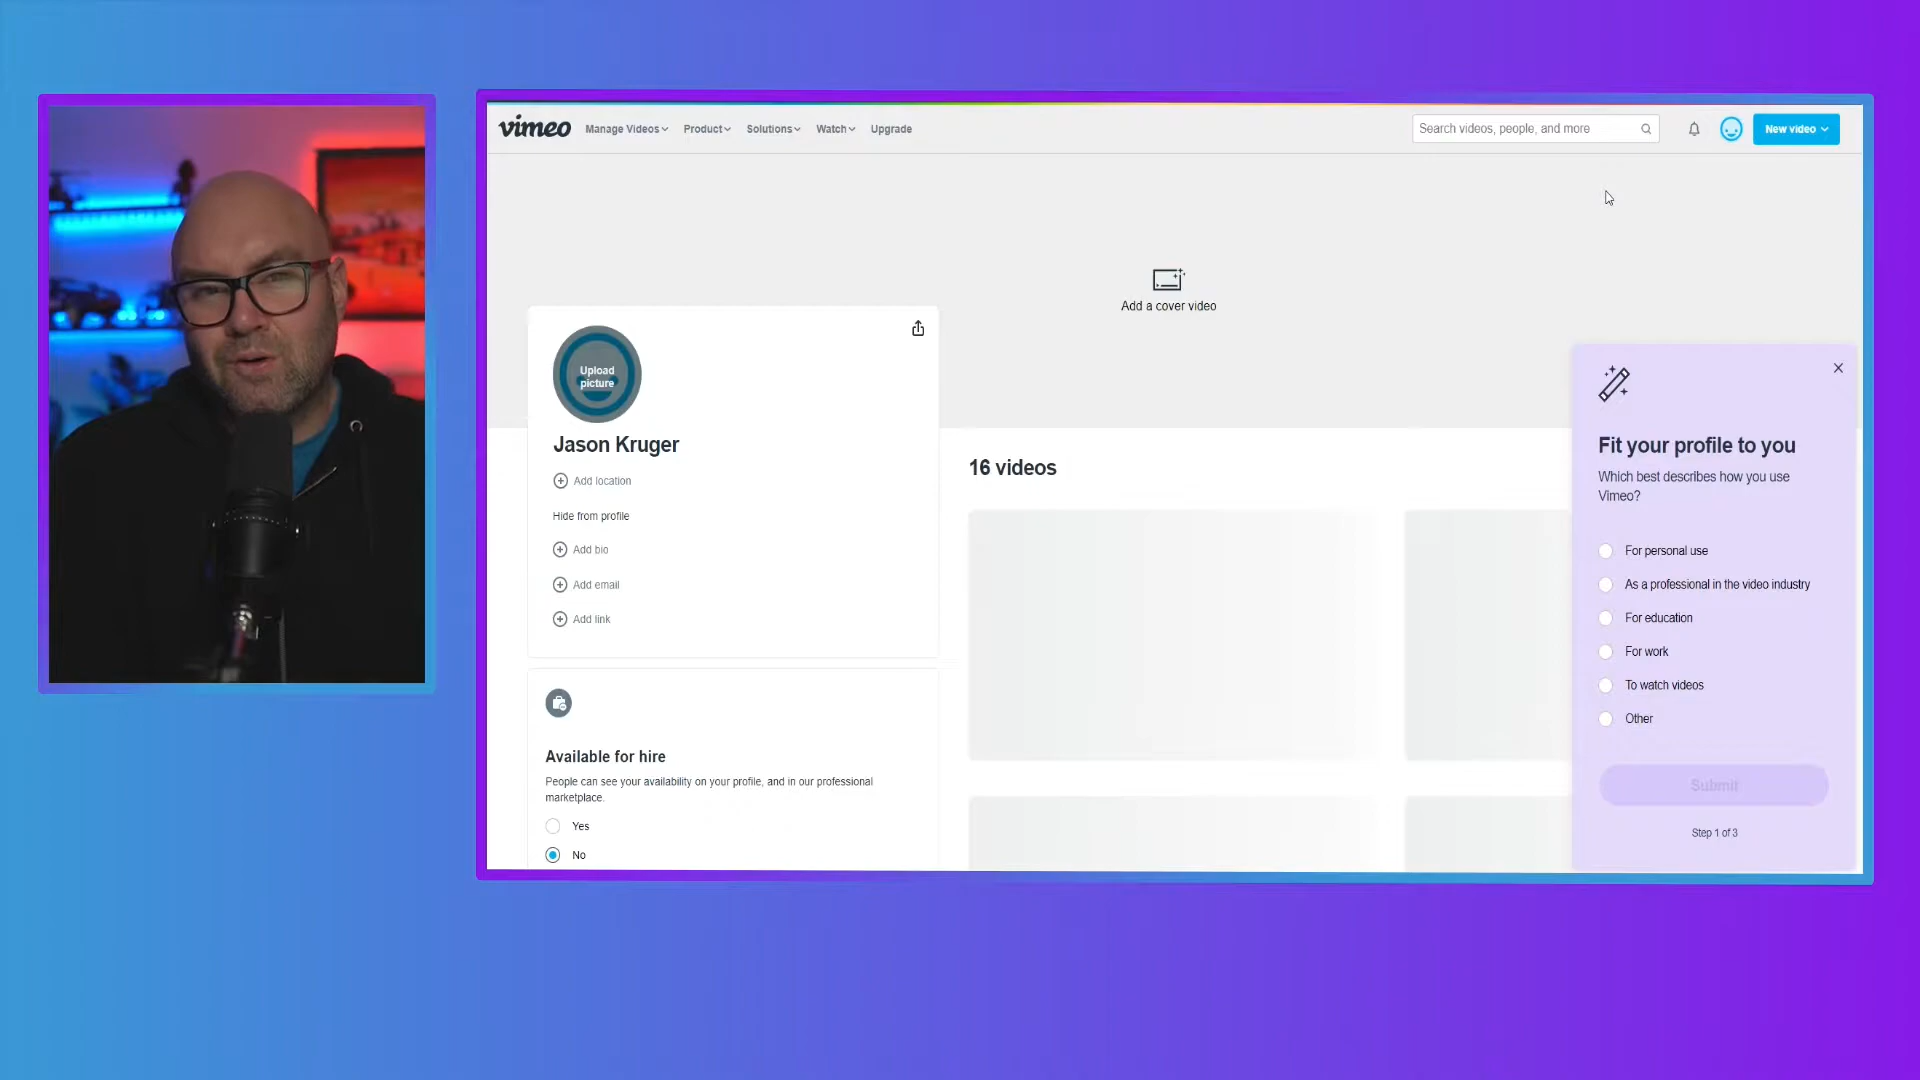 vimeo Manage Videos Product Solutions Watch Upgrade Search videos, people, and more New video
Add a cover video
Upload
picture
Jason Kruger
Add location
Hide from profile
Add bio
Add email
Add link
Available for hire
People can see your availability on your profile, and in our professional
marketplace.
Yes
No
16 videos
Fit your profile to you
Which best describes how you use
Vimeo?
For personal use
As a professional in the video industry
For education
For work
To watch videos
Other
Submit
Step 1 of 3